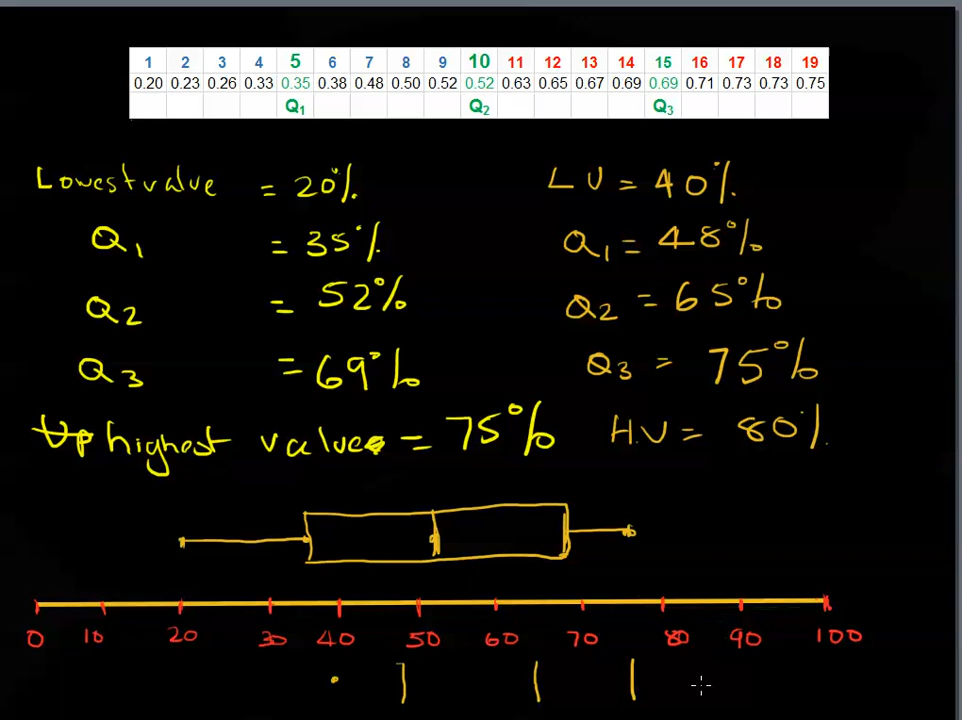 1 2 3 4 5 6 7 8 9 10 11 12 13 14 15 16 17 18 19
0.20 0.23 0.26 0.33 0.35 0.38 0.48 0.50 0.52 0.52 0.63 0.65 0.67 0.69 0.69 0.71 0.73 0.73 0.75
Q1 Q2 Q3
Lowest value = 20% LV = 40%
Q1 = 35% Q1 = 48%
Q2 = 52% Q2 = 65%
Q3 = 69% Q3 = 75%
Up highest value = 75% H.V = 80%
0 10 20 30 40 50 60 70 80 90 100